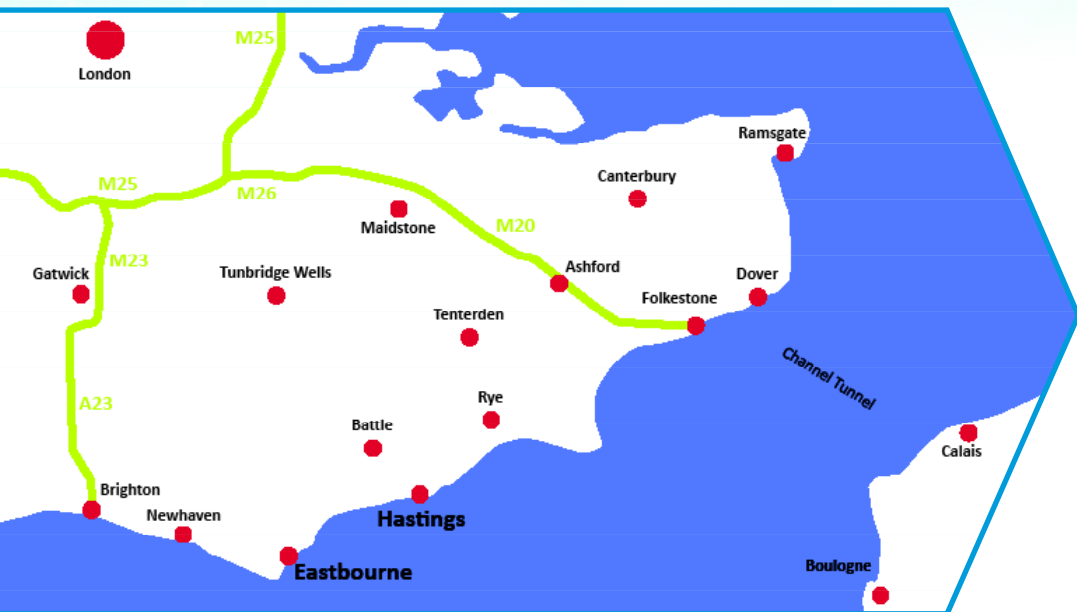 M25
London
Ramsgate
Canterbury
M25
M26
Maidstone
M20
M23
Gatwick
Tunbridge Wells
Ashford
Dover
Folkestone
Tenterden
Channel Tunnel
A23
Rye
Battle
Calais
Brighton
Newhaven
Hastings
Boulogne
Eastbourne